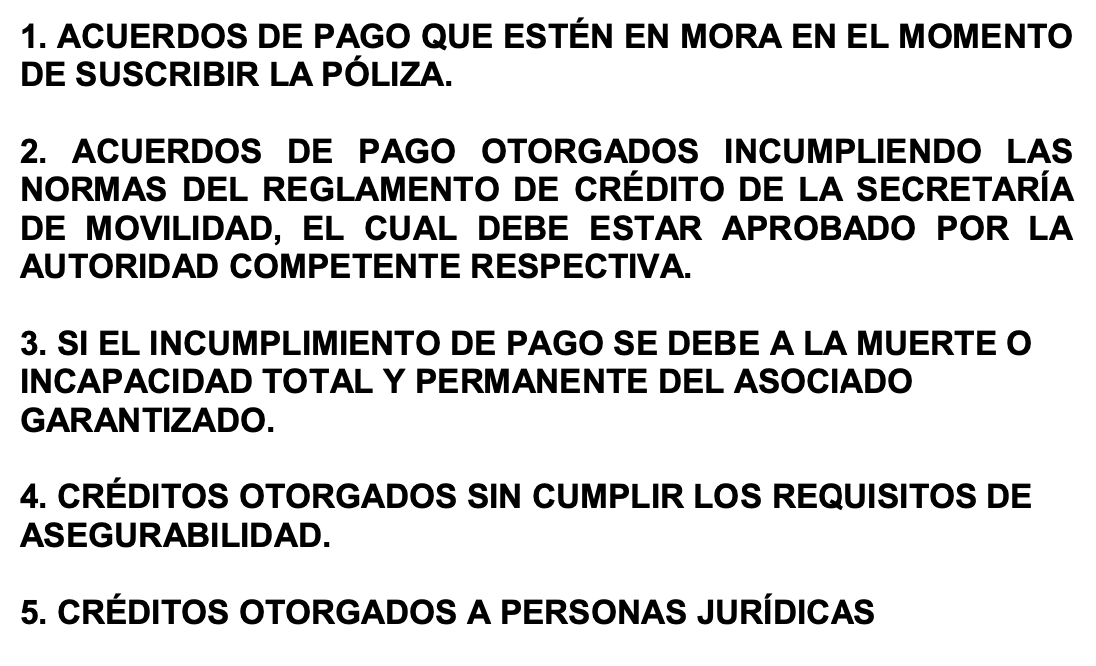 1. ACUERDOS DE PAGO QUE ESTÉN EN MORA EN EL MOMENTO
DE SUSCRIBIR LA PÓLIZA.
2. ACUERDOS DE PAGO OTORGADOS INCUMPLIENDO LAS
NORMAS DEL REGLAMENTO DE CRÉDITO DE LA SECRETARÍA
DE MOVILIDAD, EL CUAL DEBE ESTAR APROBADO POR LA
AUTORIDAD COMPETENTE RESPECTIVA.
3. SI EL INCUMPLIMIENTO DE PAGO SE DEBE A LA MUERTE O
INCAPACIDAD TOTAL Y PERMANENTE DEL ASOCIADO
GARANTIZADO.
4. CRÉDITOS OTORGADOS SIN CUMPLIR LOS REQUISITOS DE
ASEGURABILIDAD.
5. CRÉDITOS OTORGADOS A PERSONAS JURÍDICAS